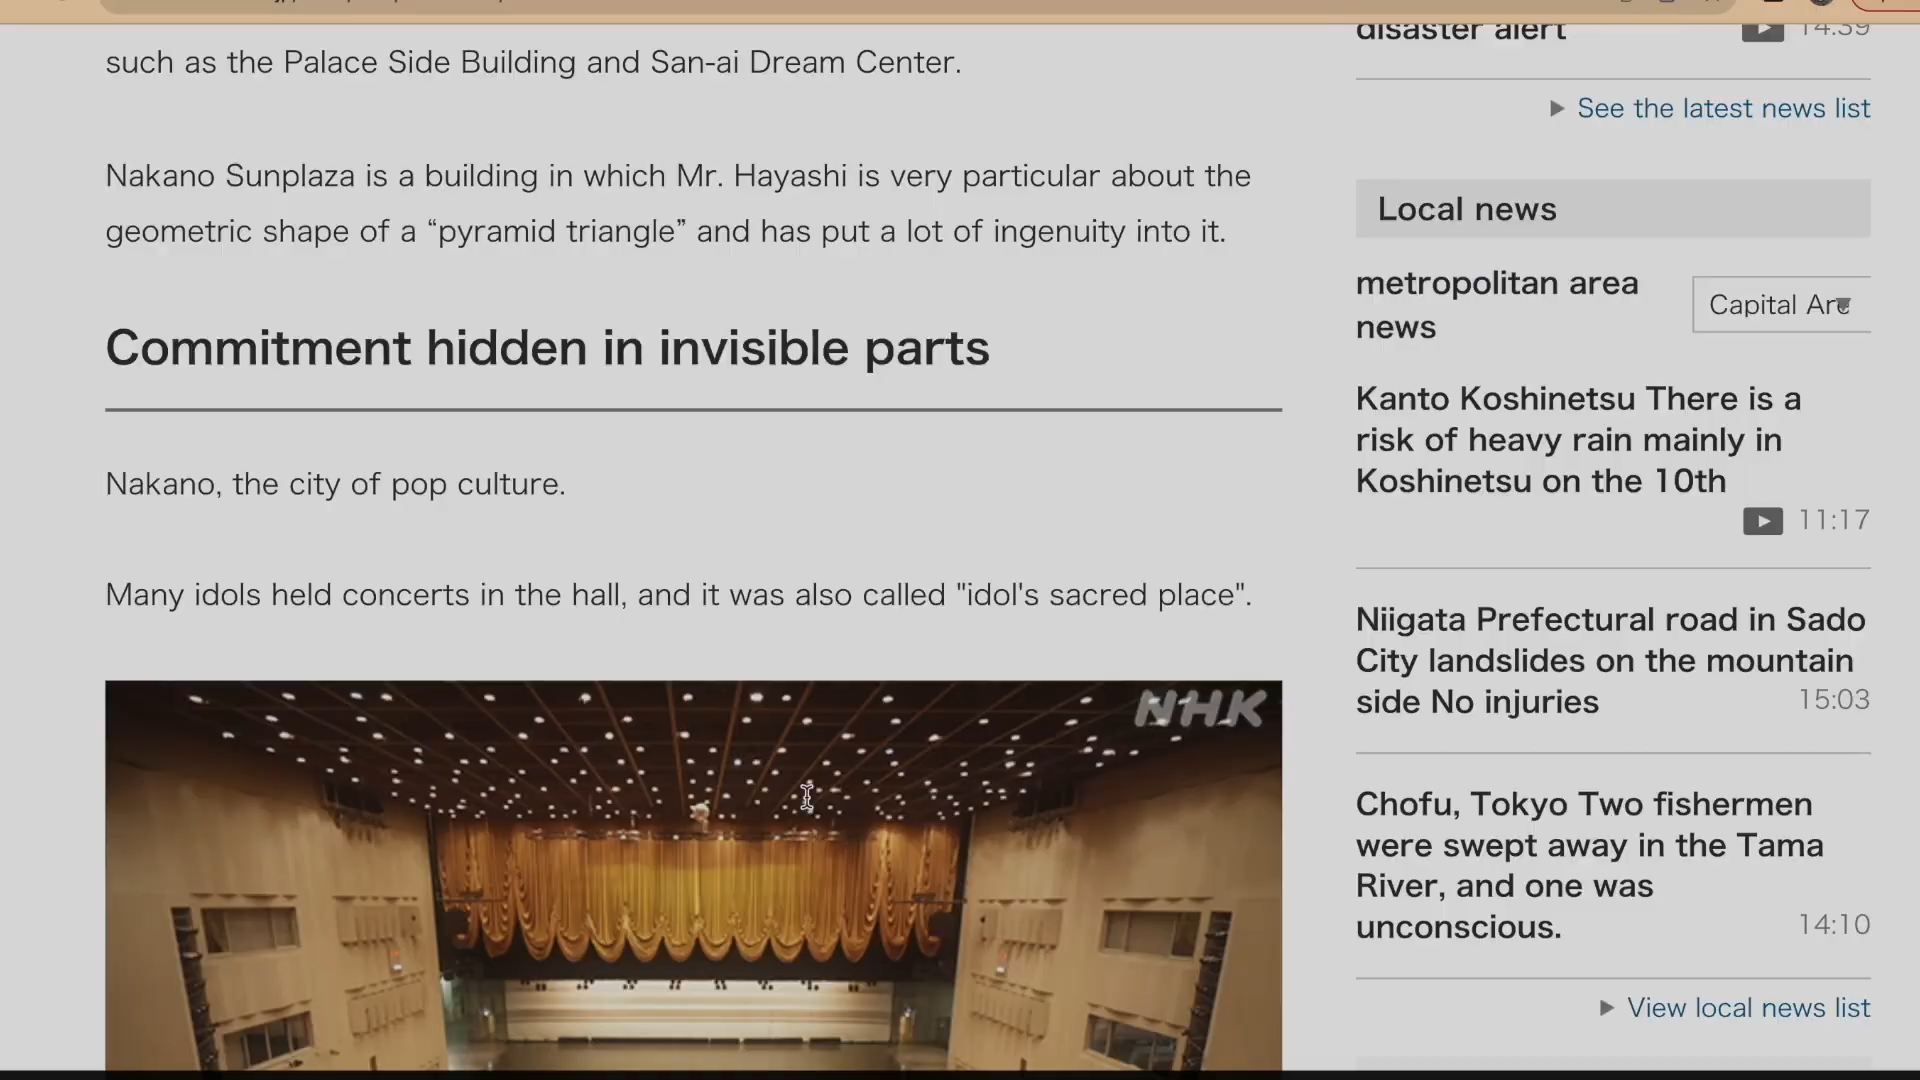 such as the Palace Side Building and San-ai Dream Center.
Nakano Sunplaza is a building in which Mr. Hayashi is very particular about the
geometric shape of a “pyramid triangle” and has put a lot of ingenuity into it.
Commitment hidden in invisible parts
Nakano, the city of pop culture.
Many idols held concerts in the hall, and it was also called "idol's sacred place".
NHK
disaster alert
14:39
See the latest news list
Local news
metropolitan area
news
Capital Are
Kanto Koshinetsu There is a
risk of heavy rain mainly in
Koshinetsu on the 10th
11:17
Niigata Prefectural road in Sado
City landslides on the mountain
side No injuries
15:03
Chofu, Tokyo Two fishermen
were swept away in the Tama
River, and one was
unconscious.
14:10
View local news list